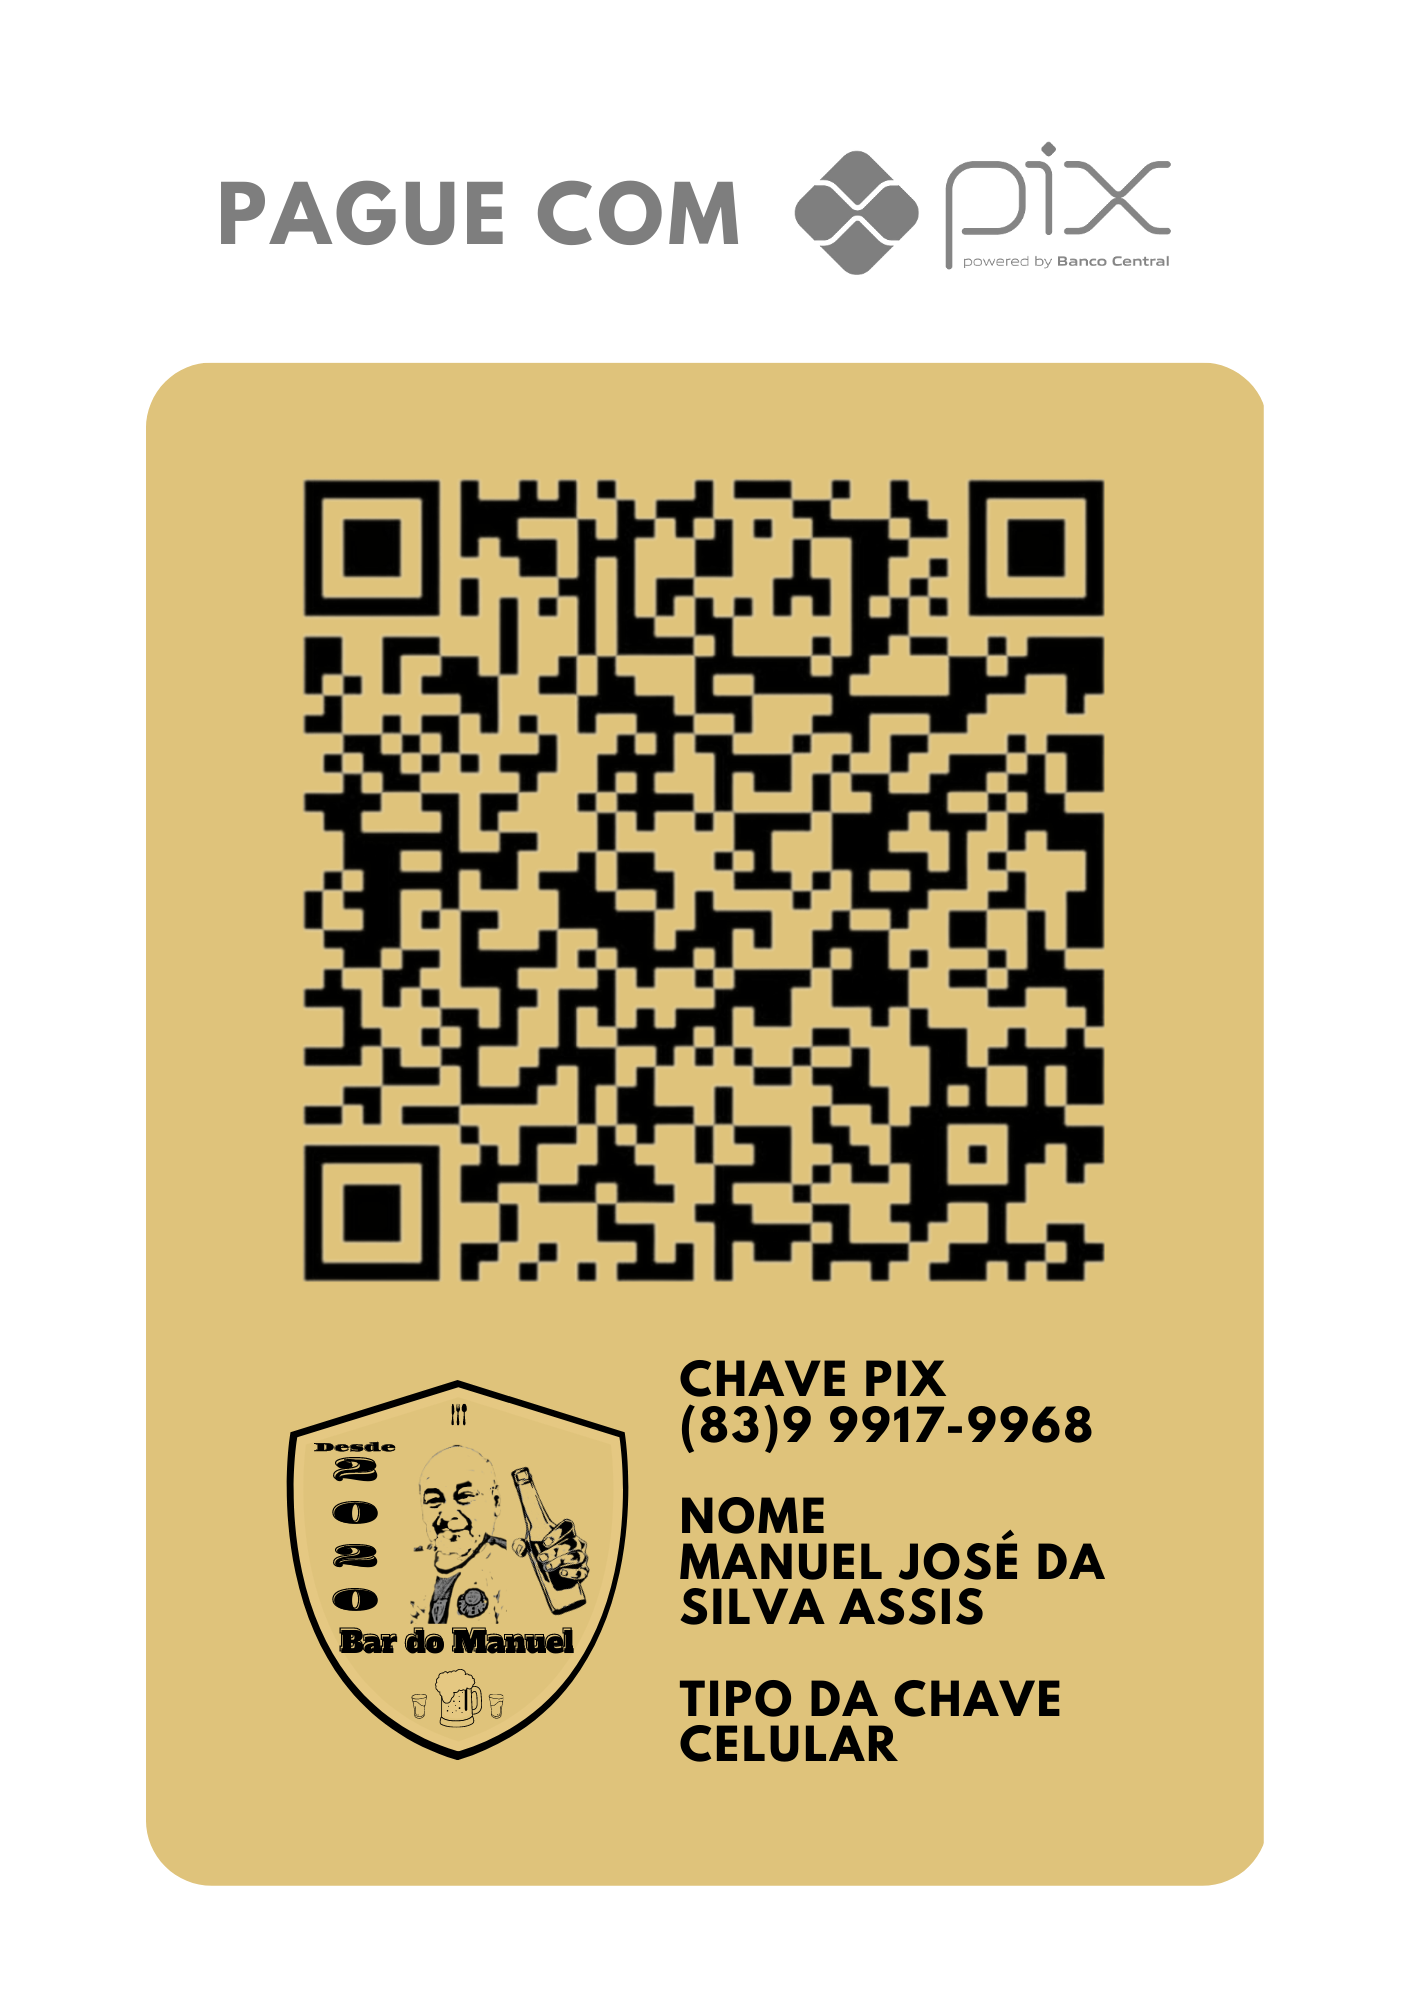 PAGUE COM
pix
powered by Banco Central
CHAVE PIX
(83)9 9917-9968
NOME
MANUEL JOSÉ DA
SILVA ASSIS
TIPO DA CHAVE
CELULAR
Desde
2
0
2
0
Bar do Manuel